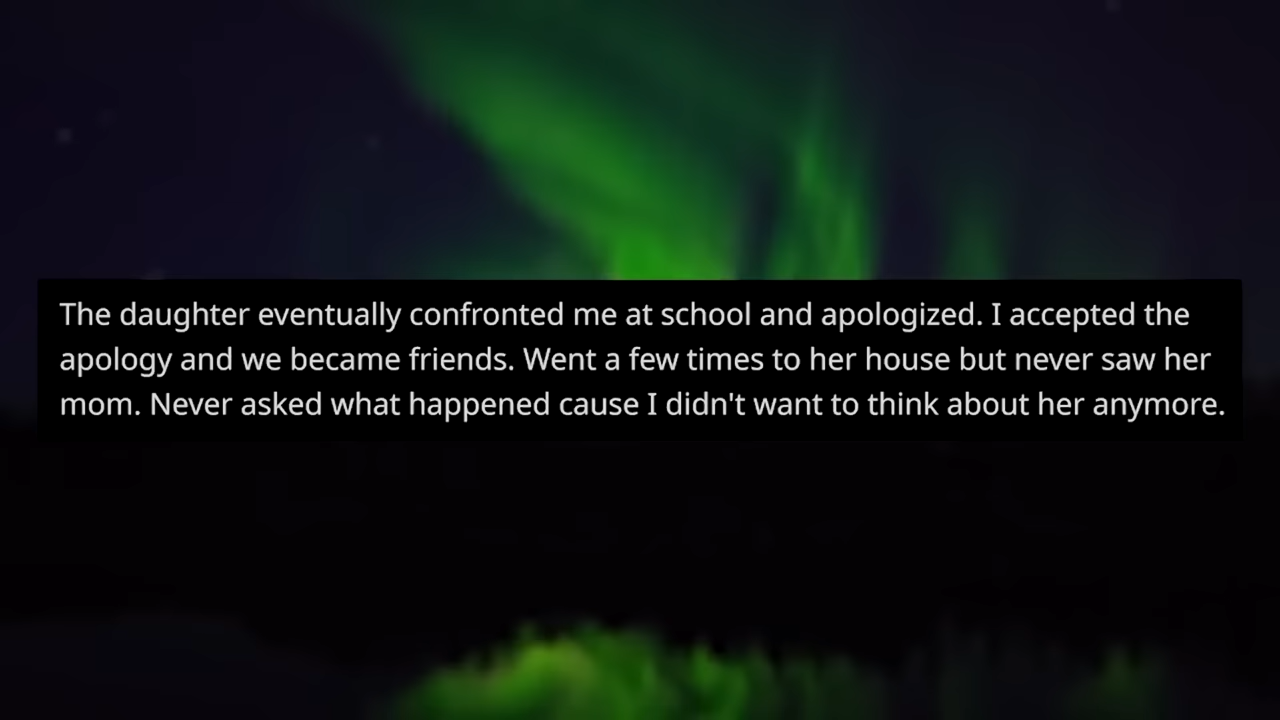 The daughter eventually confronted me at school and apologized. I accepted the
apology and we became friends. Went a few times to her house but never saw her
mom. Never asked what happened cause I didn't want to think about her anymore.